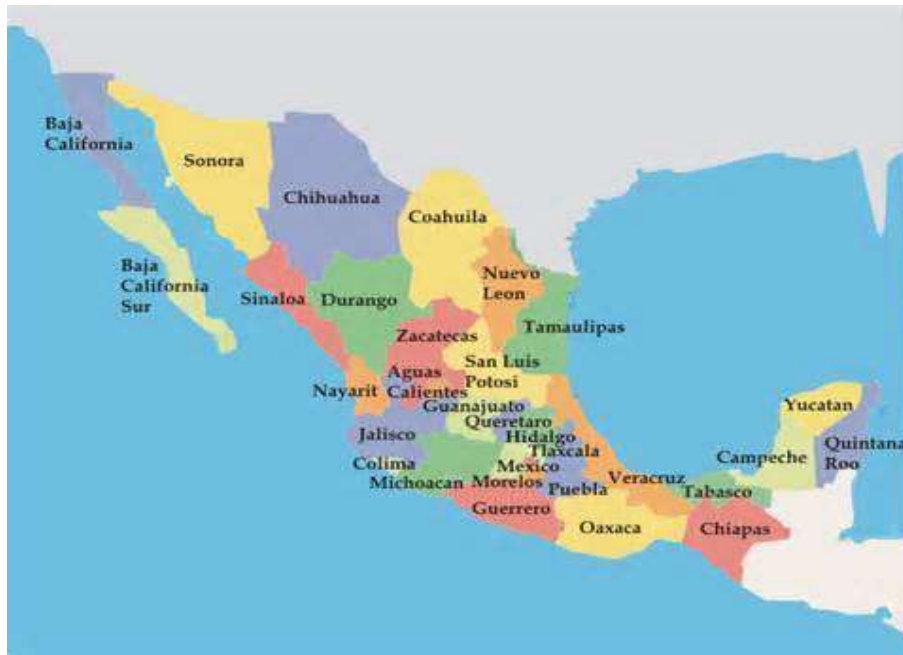 Baja
California
Sonora
Chihuahua
Coahuila
Baja
California
Sur
Sinaloa
Durango
Nuevo
Leon
Tamaulipas
Zacatecas
San Luis
Potosi
Nayarit
Aguas
Calientes
Guanajuato
Queretaro
Hidalgo
Tlaxcala
Jalisco
Colima
Michoacan
Mexico
Morelos
Puebla
Veracruz
Guerrero
Oaxaca
Tabasco
Chiapas
Campeche
Yucatan
Quintana
Roo